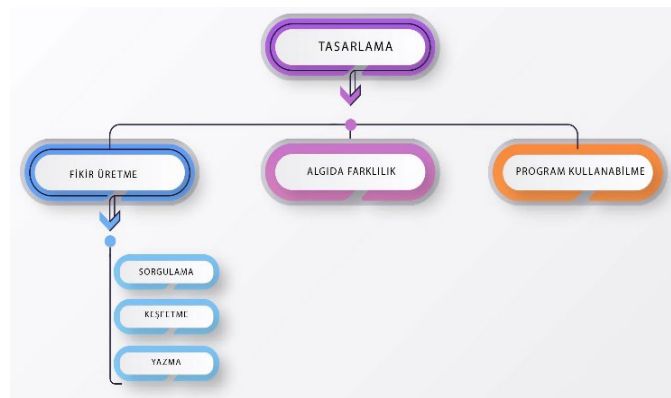 TASARLAMA
FİKİR ÜRETME
ALGIDA FARKLILIK
PROGRAM KULLANABİLME
SORGULAMA
KEŞFETME
YAZMA